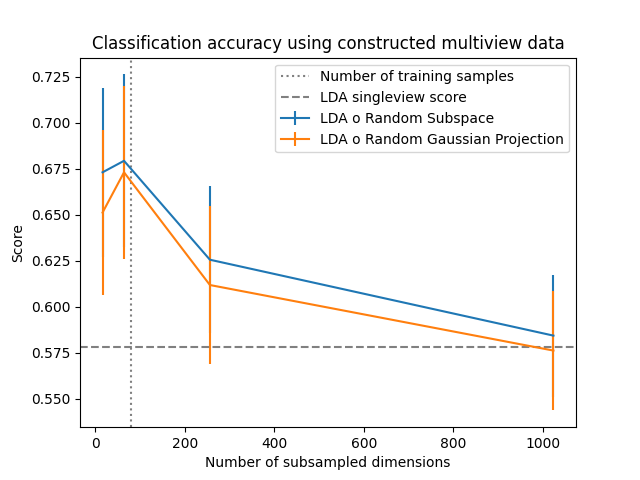 Classification accuracy using constructed multiview data
Number of training samples
LDA singleview score
LDA o Random Subspace
LDA o Random Gaussian Projection
Score
0.725
0.700
0.675
0.650
0.625
0.600
0.575
0.550
0 200 400 600 800 1000
Number of subsampled dimensions